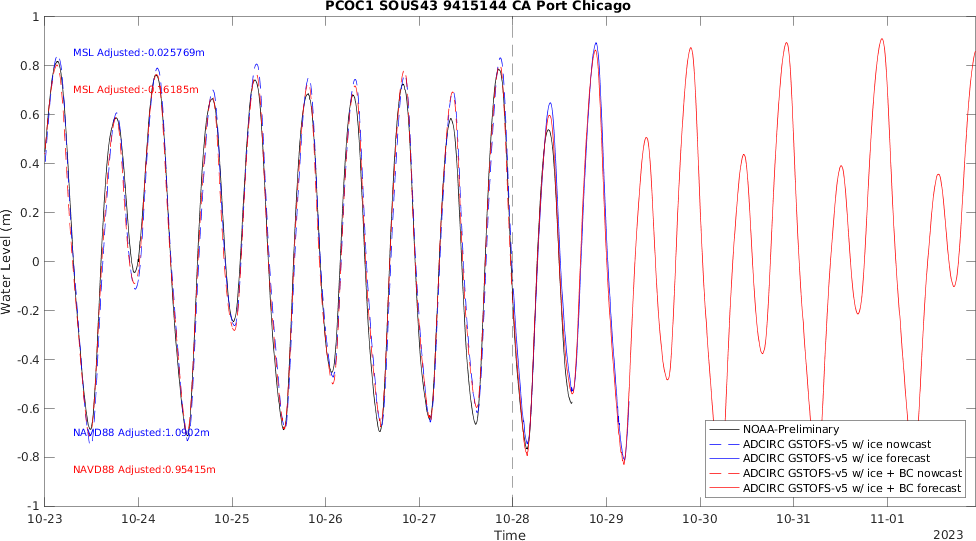 PCOC1 SOUS43 9415144 CA Port Chicago
MSL Adjusted:-0.025769m
MSL Adjusted:-0.16185m
NAVD88 Adjusted:1.0902m
NAVD88 Adjusted:0.95415m
Water Level (m)
1
0.8
0.6
0.4
0.2
0
-0.2
-0.4
-0.6
-0.8
-1
NOAA-Preliminary
ADCIRC GSTOFS-v5 w/ ice nowcast
ADCIRC GSTOFS-v5 w/ ice forecast
ADCIRC GSTOFS-v5 w/ ice + BC nowcast
ADCIRC GSTOFS-v5 w/ ice + BC forecast
10-23 10-24 10-25 10-26 10-27 10-28 10-29 10-30 10-31 11-01
Time
2023